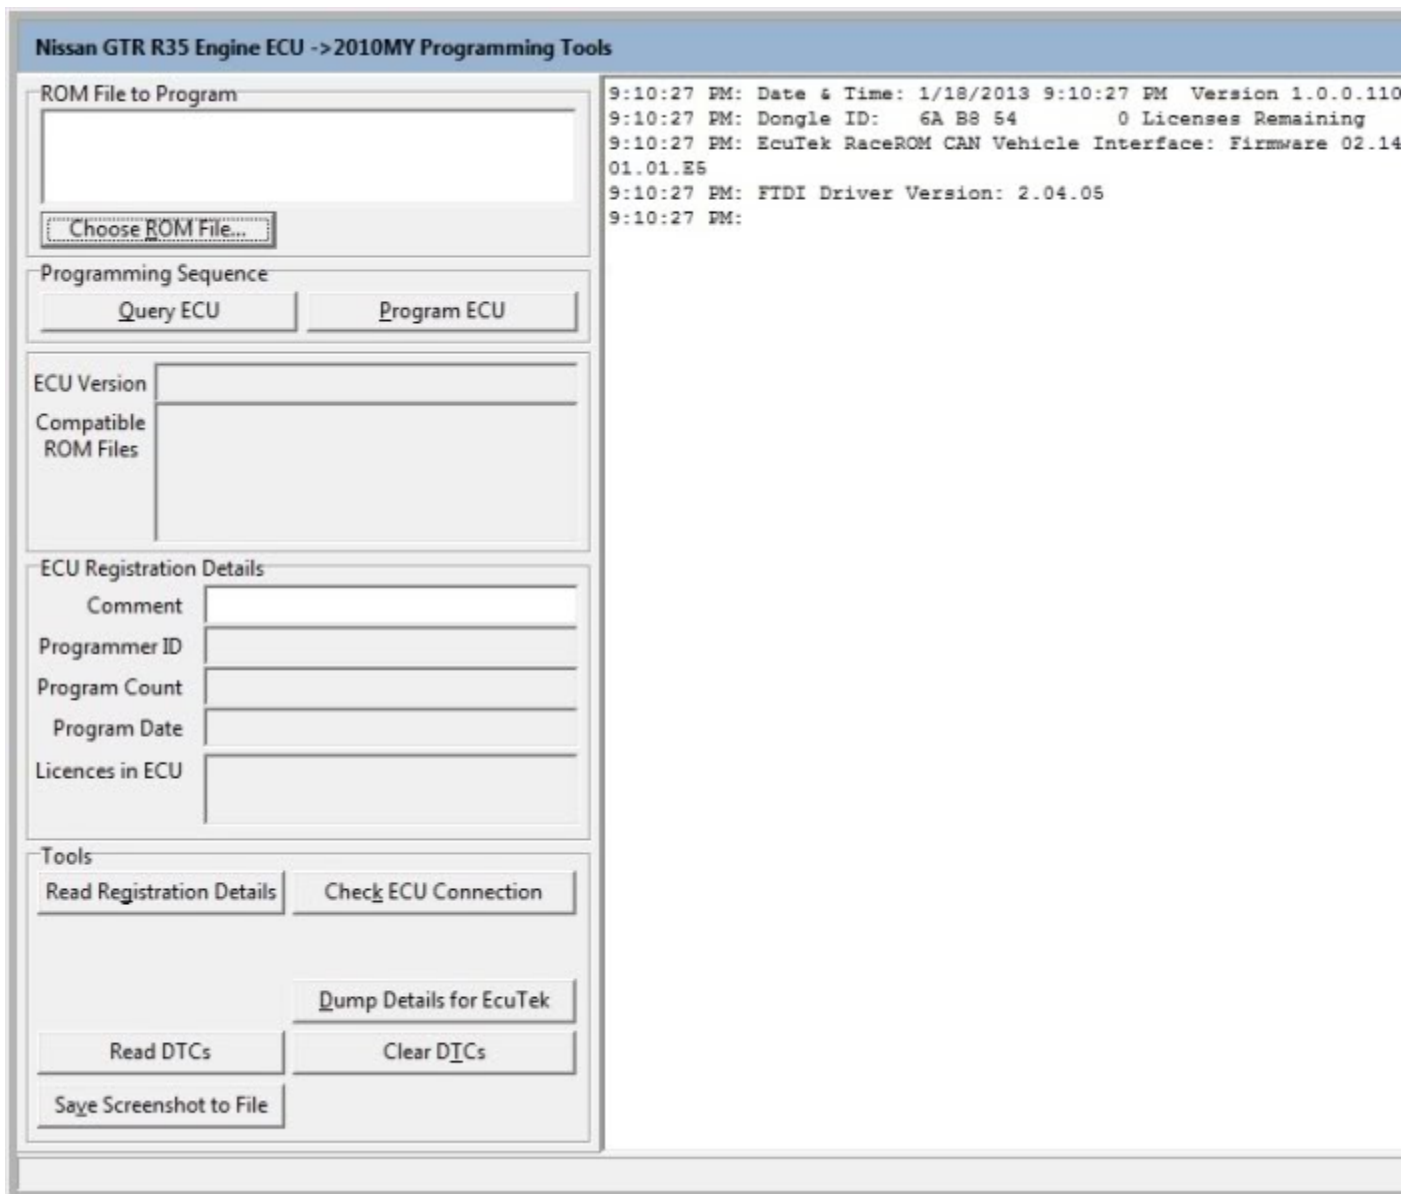 Nissan GTR R35 Engine ECU ->2010MY Programming Tools
ROM File to Program
Choose ROM File...
Programming Sequence
Query ECU
Program ECU
ECU Version
Compatible
ROM Files
ECU Registration Details
Comment
Programmer ID
Program Count
Program Date
Licences in ECU
Tools
Read Registration Details
Check ECU Connection
Dump Details for EcuTek
Read DTCs
Clear DTCs
Save Screenshot to File
9:10:27 PM: Date & Time: 1/18/2013 9:10:27 PM Version 1.0.0.110
9:10:27 PM: Dongle ID: 6A B8 54 0 Licenses Remaining
9:10:27 PM: EcuTek RaceROM CAN Vehicle Interface: Firmware 02.14
01.01.E5
9:10:27 PM: FTDI Driver Version: 2.04.05
9:10:27 PM: